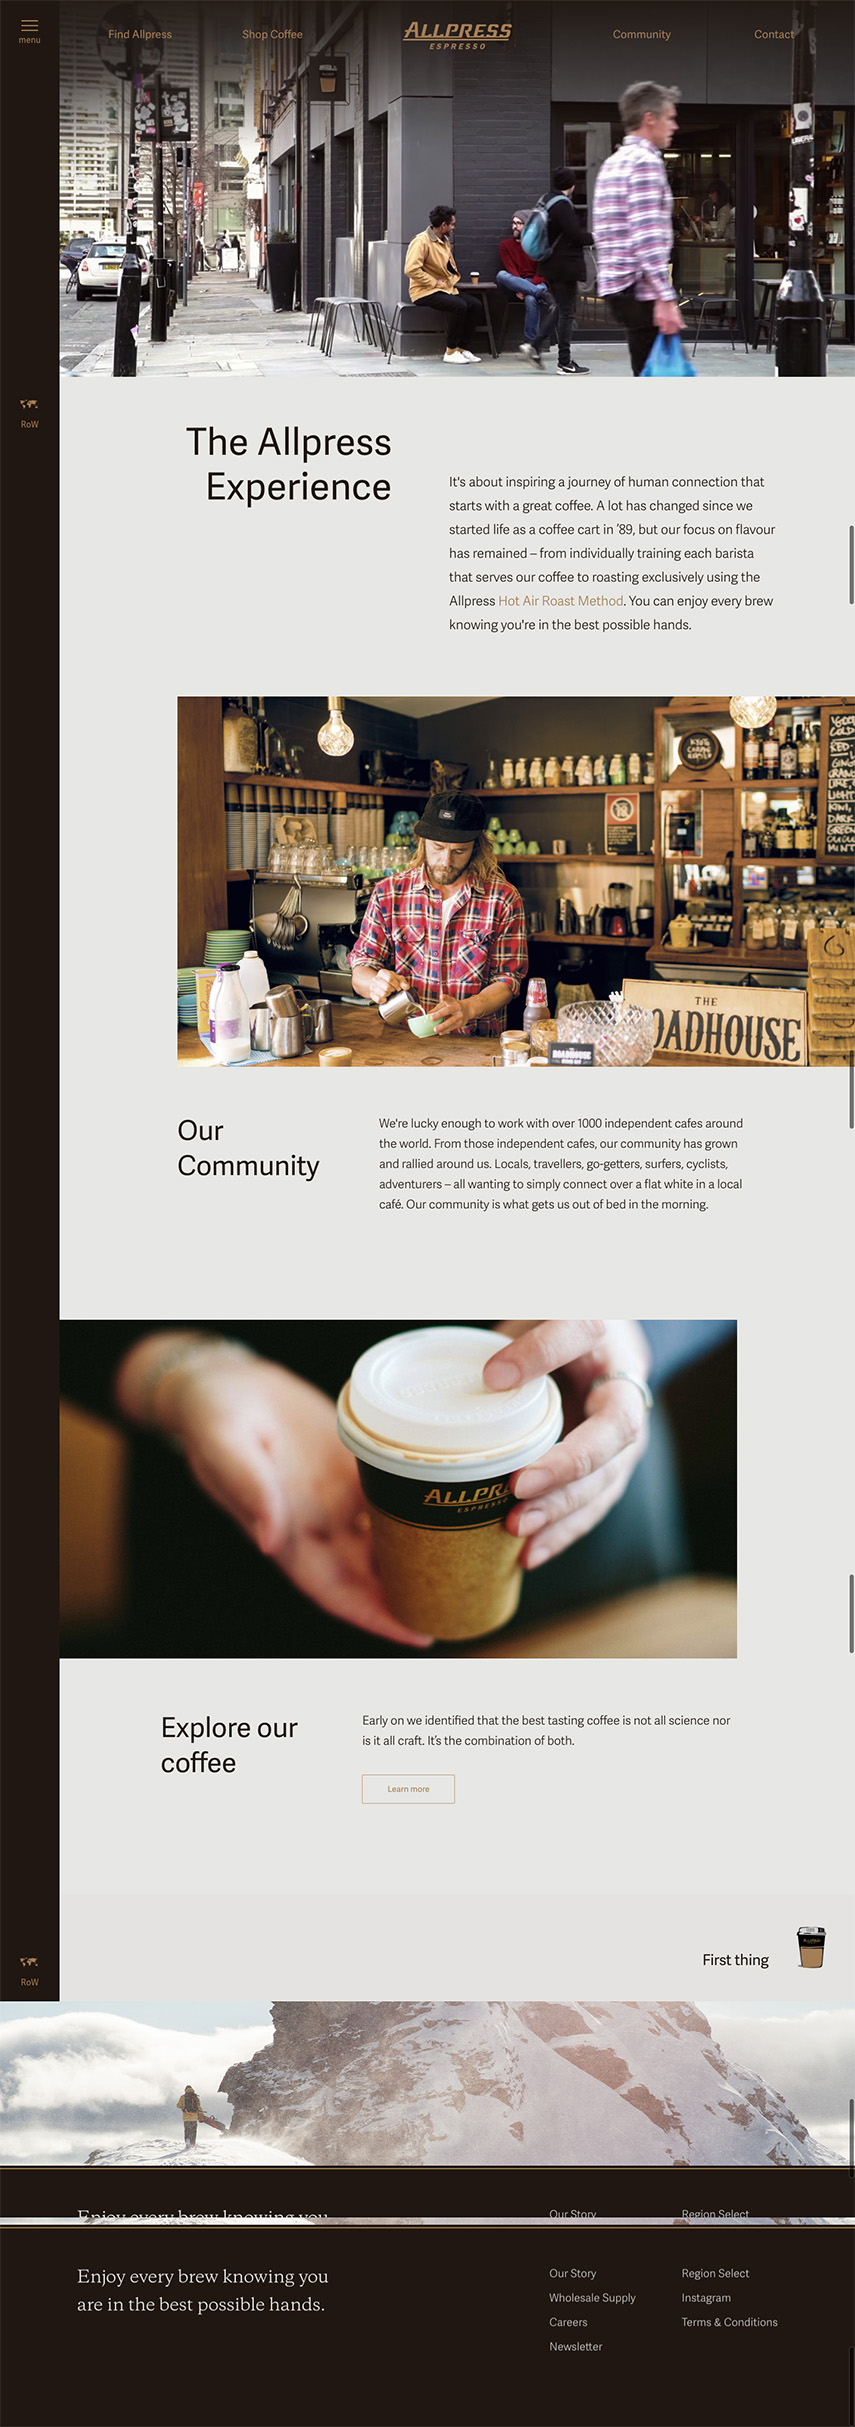 menu
Find Allpress
Shop Coffee
ALLPRESS
ESPRESSO
Community
Contact
RoW
The Allpress
Experience
It's about inspiring a journey of human connection that
starts with a great coffee. A lot has changed since we
started life as a coffee cart in '89, but our focus on flavour
has remained – from individually training each barista
that serves our coffee to roasting exclusively using the
Allpress Hot Air Roast Method. You can enjoy every brew
knowing you're in the best possible hands.
THE
OADHOUSE
ROADHOUSE
Our
Community
We're lucky enough to work with over 1000 independent cafes around
the world. From those independent cafes, our community has grown
and rallied around us. Locals, travellers, go-getters, surfers, cyclists,
adventurers – all wanting to simply connect over a flat white in a local
café. Our community is what gets us out of bed in the morning.
ALLPR
ESPRESSO
Explore our
coffee
Early on we identified that the best tasting coffee is not all science nor
is it all craft. It's the combination of both.
Learn more
First thing
RoW
Enjoy every brew knowing you
Our Story
Region Select
Enjoy every brew knowing you
are in the best possible hands.
Our Story
Wholesale Supply
Careers
Newsletter
Region Select
Instagram
Terms & Conditions